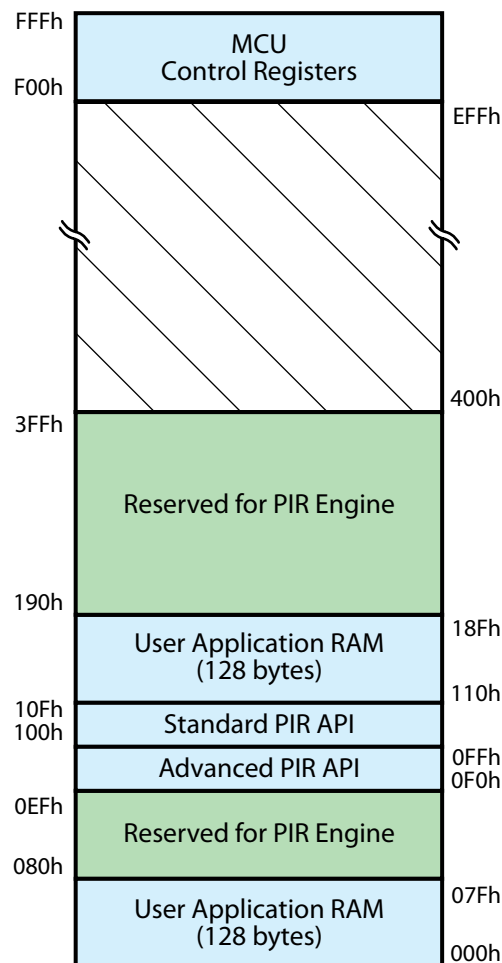 FFFh
MCU
Control Registers
F00h
EFFh
400h
3FFh
Reserved for PIR Engine
190h
18Fh
User Application RAM
(128 bytes)
110h
10Fh
100h
Standard PIR API
0FFh
Advanced PIR API
0F0h
0EFh
Reserved for PIR Engine
080h
07Fh
User Application RAM
(128 bytes)
000h